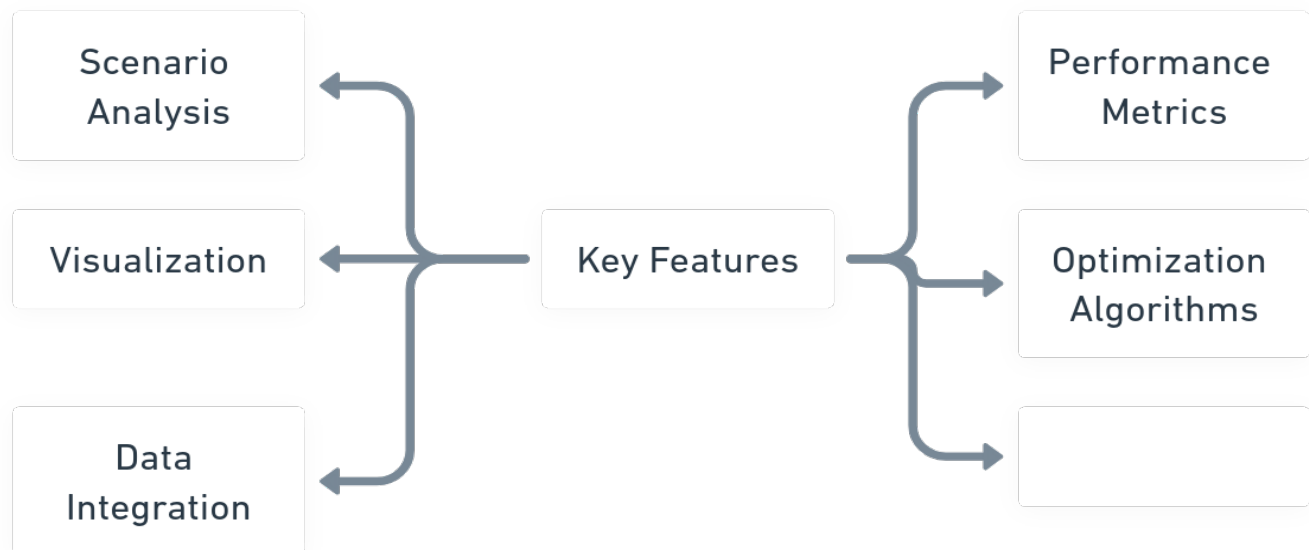 Scenario
Analysis
Visualization
Data
Integration
Key Features
Performance
Metrics
Optimization
Algorithms